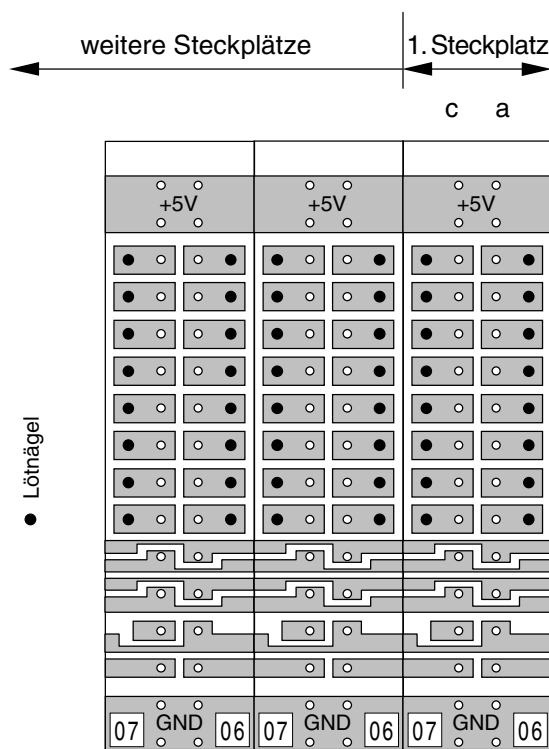 weitere Steckplätze 1. Steckplatz
c a
+5V +5V +5V
Lötnägel
07 GND 06 07 GND 06 07 GND 06